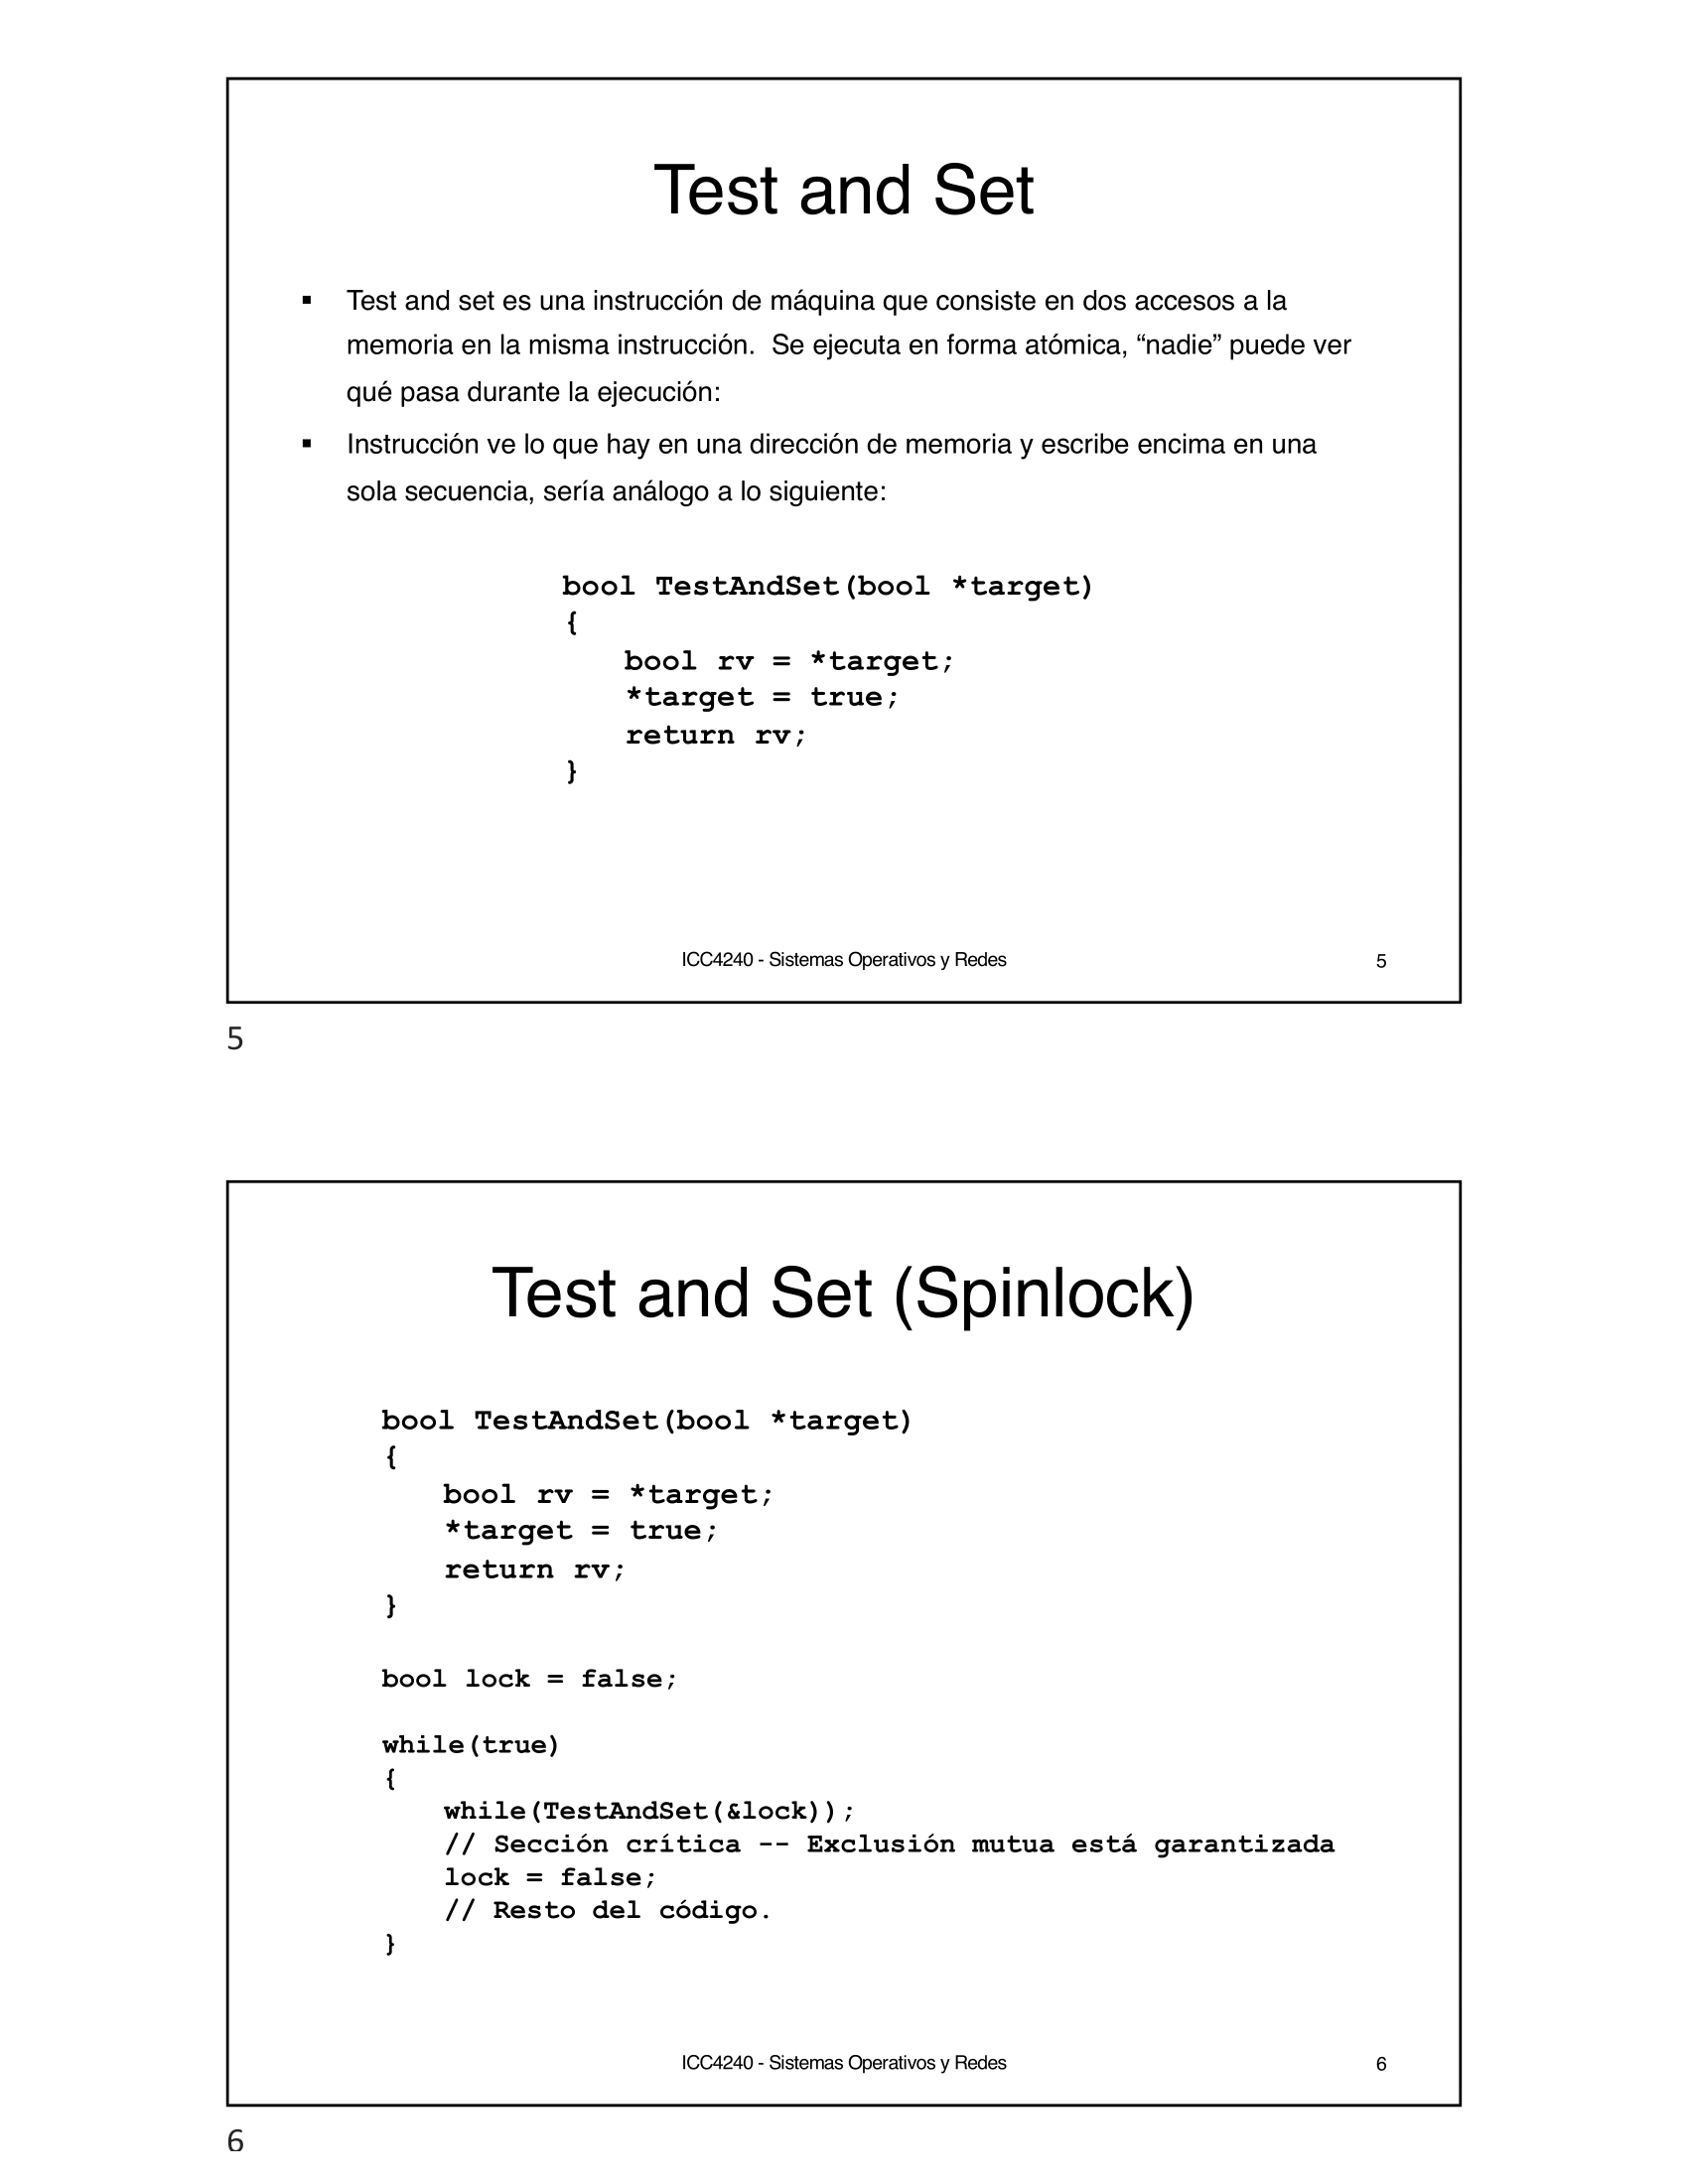 Test and Set
▪ Test and set es una instrucción de máquina que consiste en dos accesos a la
memoria en la misma instrucción.  Se ejecuta en forma atómica, “nadie” puede ver
qué pasa durante la ejecución:
▪ Instrucción ve lo que hay en una dirección de memoria y escribe encima en una
sola secuencia, sería análogo a lo siguiente:
bool TestAndSet(bool *target)
{
    bool rv = *target;
    *target = true;
    return rv;
}
ICC4240 - Sistemas Operativos y Redes 5
5
Test and Set (Spinlock)
bool TestAndSet(bool *target)
{
    bool rv = *target;
    *target = true;
    return rv;
}
bool lock = false;
while(true)
{
    while(TestAndSet(&lock));
    // Sección crítica -- Exclusión mutua está garantizada
    lock = false;
    // Resto del código.
}
ICC4240 - Sistemas Operativos y Redes 6
6